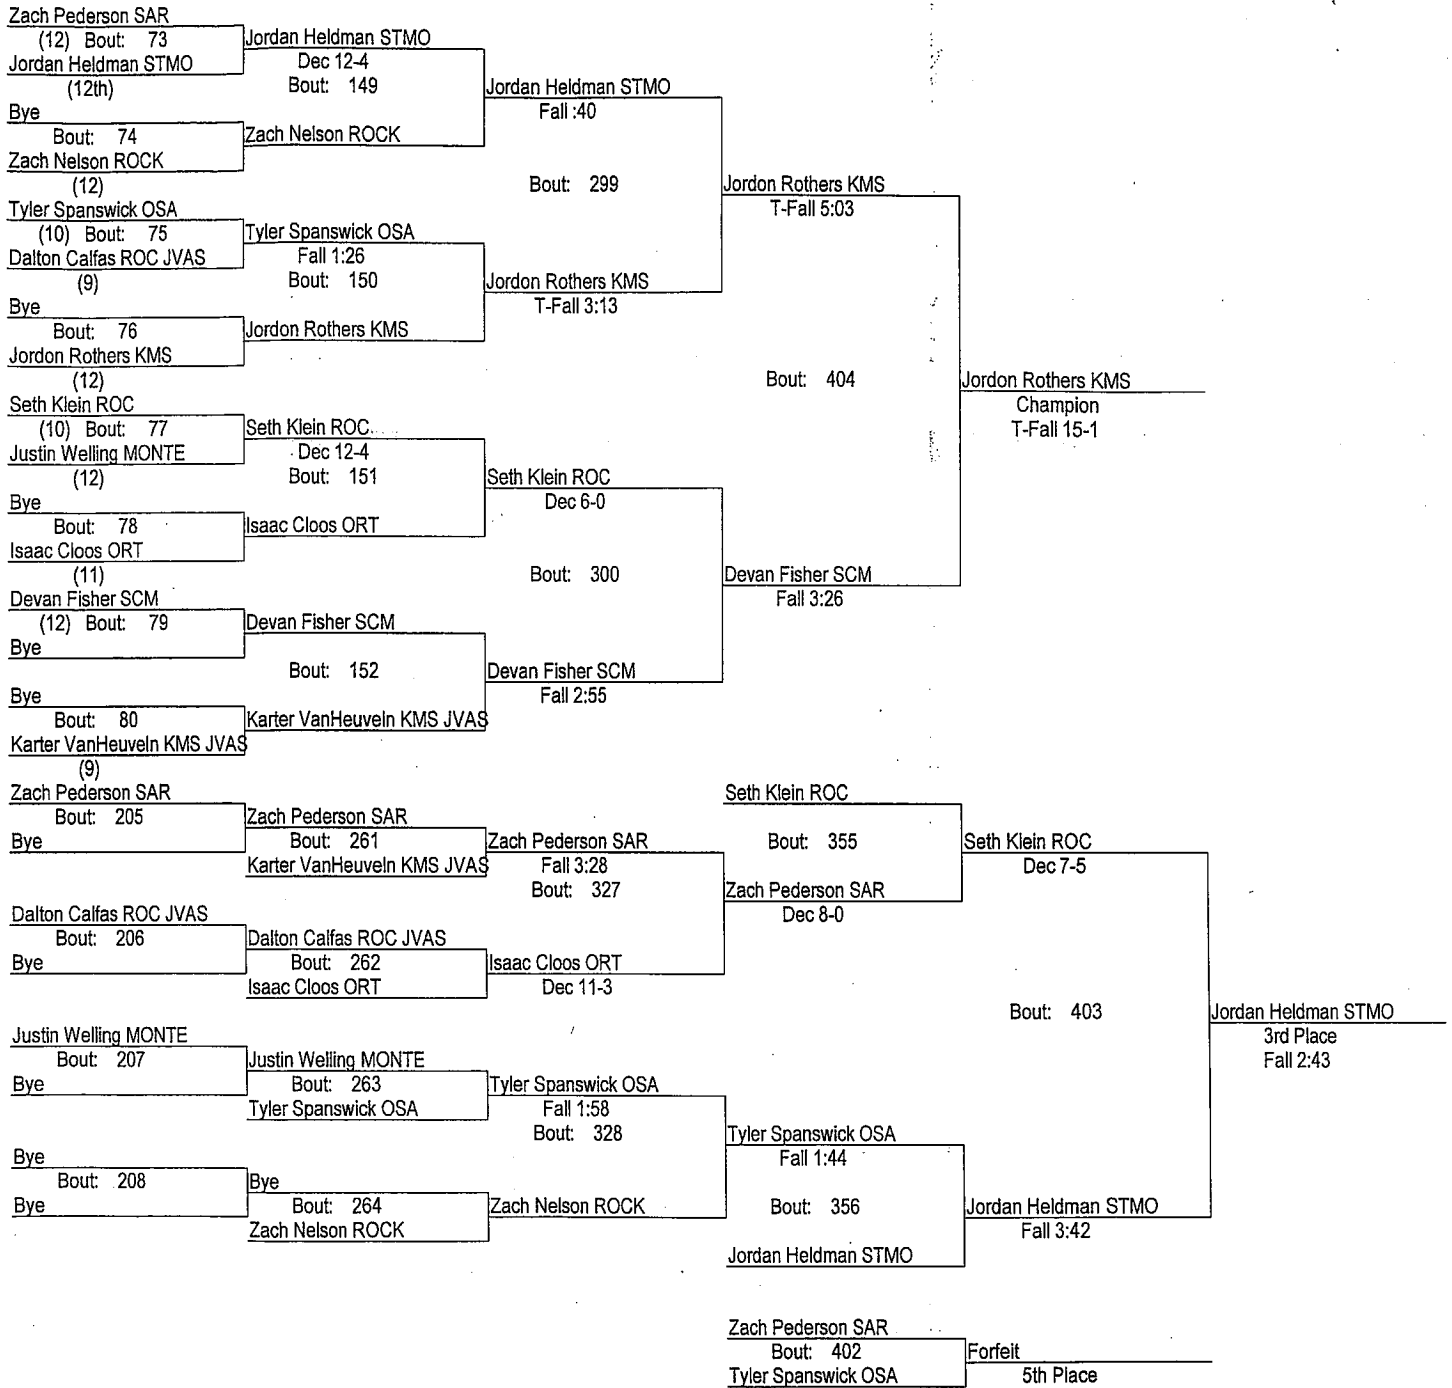 Zach Pederson SAR
(12) Bout: 73
Jordan Heldman STMO
(12th)
Bye
Bout: 74
Zach Nelson ROCK
(12)
Tyler Spanswick OSA
(10) Bout: 75
Dalton Calfas ROC JVAS
(9)
Bye
Bout: 76
Jordon Rothers KMS
(12)
Seth Klein ROC
(10) Bout: 77
Justin Welling MONTE
(12)
Bye
Bout: 78
Isaac Cloos ORT
(11)
Devan Fisher SCM
(12) Bout: 79
Bye
Bye
Bout: 80
Karter VanHeuveln KMS JVAS
(9)
Jordan Heldman STMO
Dec 12-4
Bout: 149
Zach Nelson ROCK
Tyler Spanswick OSA
Fall 1:26
Bout: 150
Jordon Rothers KMS
Seth Klein ROC
Dec 12-4
Bout: 151
Isaac Cloos ORT
Devan Fisher SCM
Bout: 152
Karter VanHeuveln KMS JVAS
Jordan Heldman STMO
Fall :40
Bout: 299
Jordon Rothers KMS
T-Fall 3:13
Seth Klein ROC
Dec 6-0
Bout: 300
Devan Fisher SCM
Fall 2:55
Jordon Rothers KMS
T-Fall 5:03
Bout: 404
Devan Fisher SCM
Fall 3:26
Jordon Rothers KMS
Champion
T-Fall 15-1
Zach Pederson SAR
Bout: 205
Bye
Dalton Calfas ROC JVAS
Bout: 206
Bye
Justin Welling MONTE
Bout: 207
Bye
Bye
Bout: 208
Bye
Zach Pederson SAR
Bout: 261
Karter VanHeuveln KMS JVAS
Dalton Calfas ROC JVAS
Bout: 262
Isaac Cloos ORT
Justin Welling MONTE
Bout: 263
Tyler Spanswick OSA
Bye
Bout: 264
Zach Nelson ROCK
Zach Pederson SAR
Fall 3:28
Bout: 327
Isaac Cloos ORT
Dec 11-3
Tyler Spanswick OSA
Fall 1:58
Bout: 328
Zach Nelson ROCK
Seth Klein ROC
Bout: 355
Zach Pederson SAR
Dec 8-0
Tyler Spanswick OSA
Fall 1:44
Bout: 356
Jordan Heldman STMO
Seth Klein ROC
Dec 7-5
Bout: 403
Jordan Heldman STMO
Fall 3:42
Jordan Heldman STMO
3rd Place
Fall 2:43
Zach Pederson SAR
Bout: 402
Tyler Spanswick OSA
Forfeit
5th Place